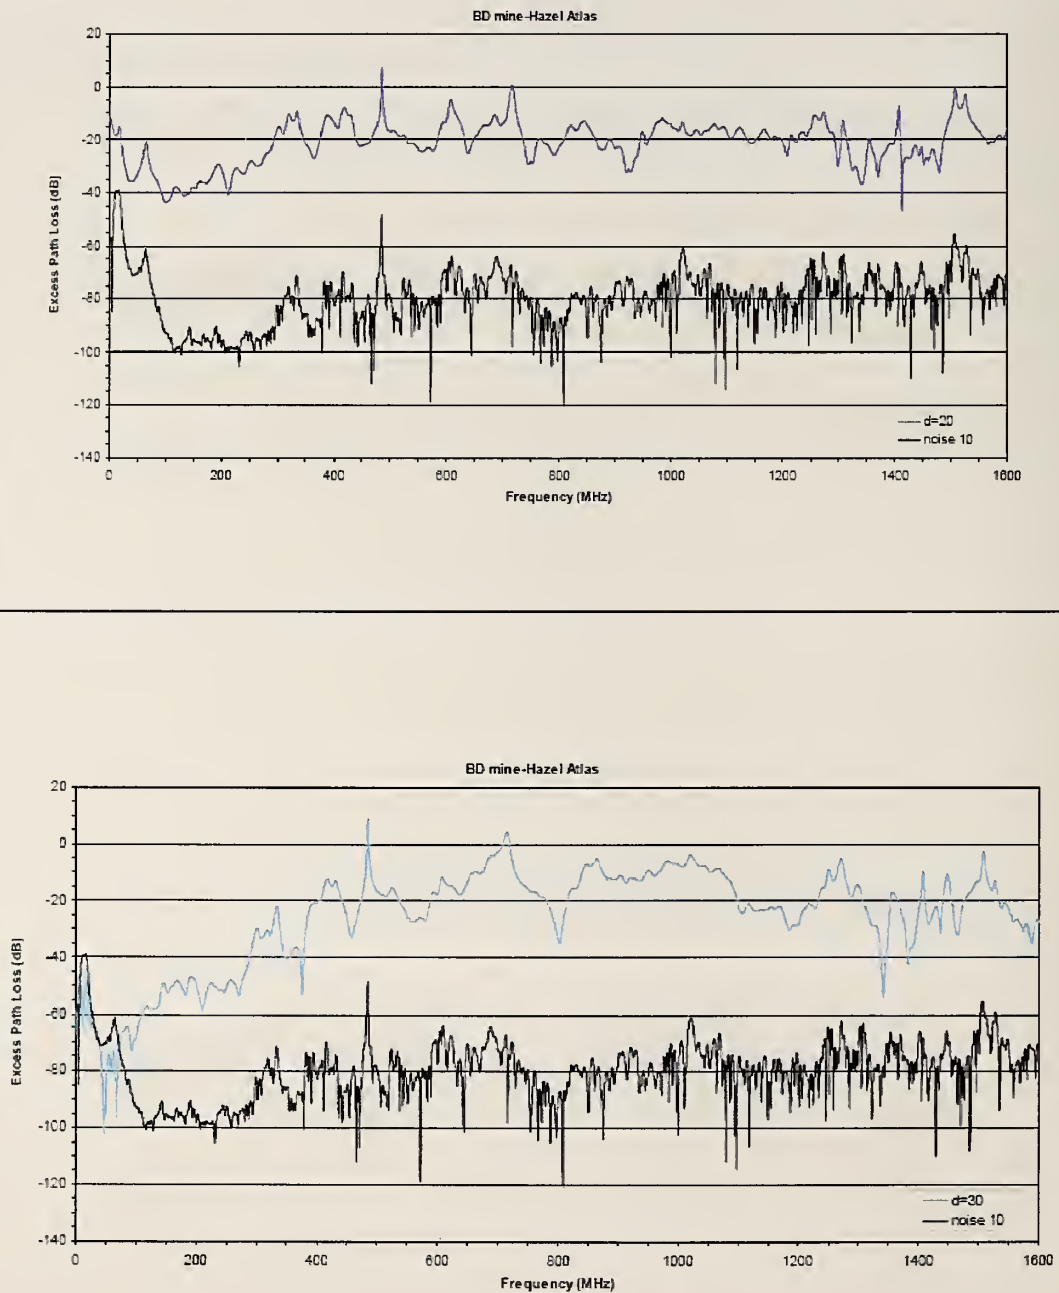 BD mine-Hazel Atlas
20
0
-20
-40
-60
-80
-100
-120
-140
Excess Path Loss (dB)
d=20
noise 10
0 200 400 600 800 1000 1200 1400 1600
Frequency (MHz)
BD mine-Hazel Atlas
20
0
-20
-40
-60
-80
-100
-120
-140
Excess Path Loss (dB)
d=30
noise 10
0 200 400 600 800 1000 1200 1400 1600
Frequency (MHz)